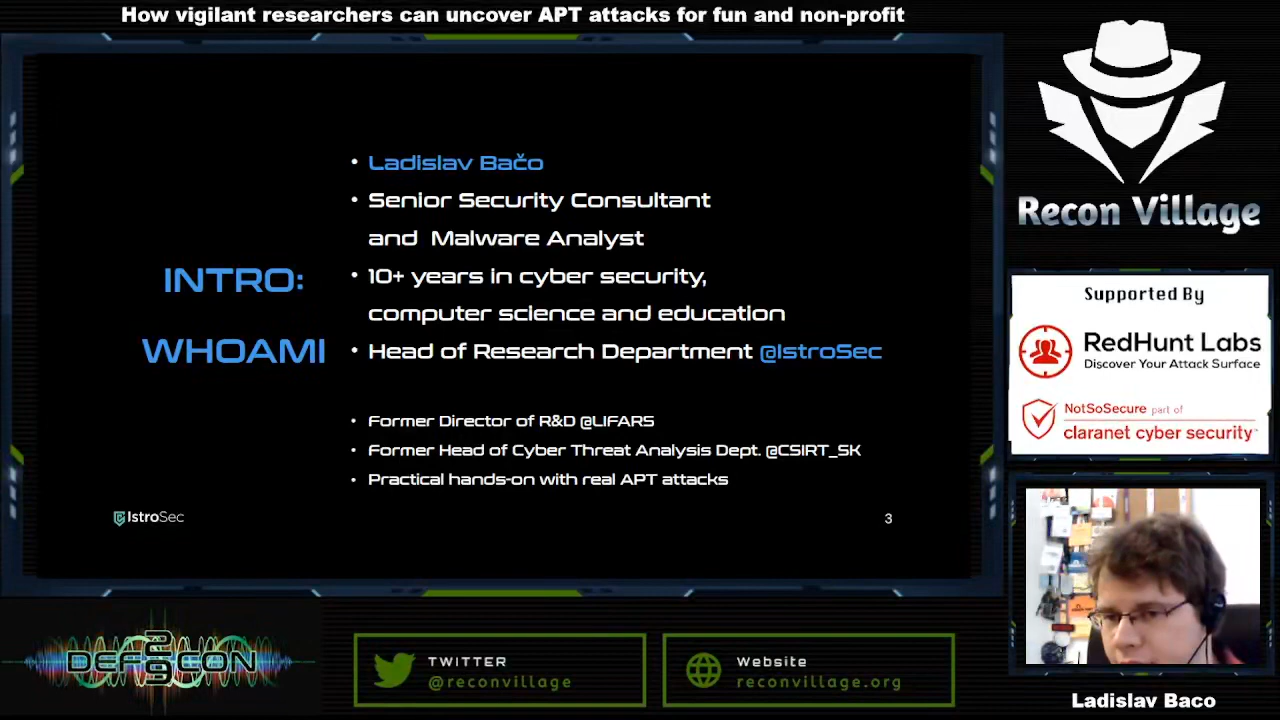 How vigilant researchers can uncover APT attacks for fun and non-profit
INTRO:
WHOAMI
• Ladislav Bačo
• Senior Security Consultant
and Malware Analyst
• 10+ years in cyber security,
computer science and education
• Head of Research Department @IstroSec
• Former Director of R&D @LIFARS
• Former Head of Cyber Threat Analysis Dept. @CSIRT_SK
• Practical hands-on with real APT attacks
IstroSec
3
Recon Village
Supported By
RedHunt Labs
Discover Your Attack Surface
NotSoSecure part of
claranet cyber security
DEF CON
29
TWITTER
@reconvillage
Website
reconvillage.org
Ladislav Baco